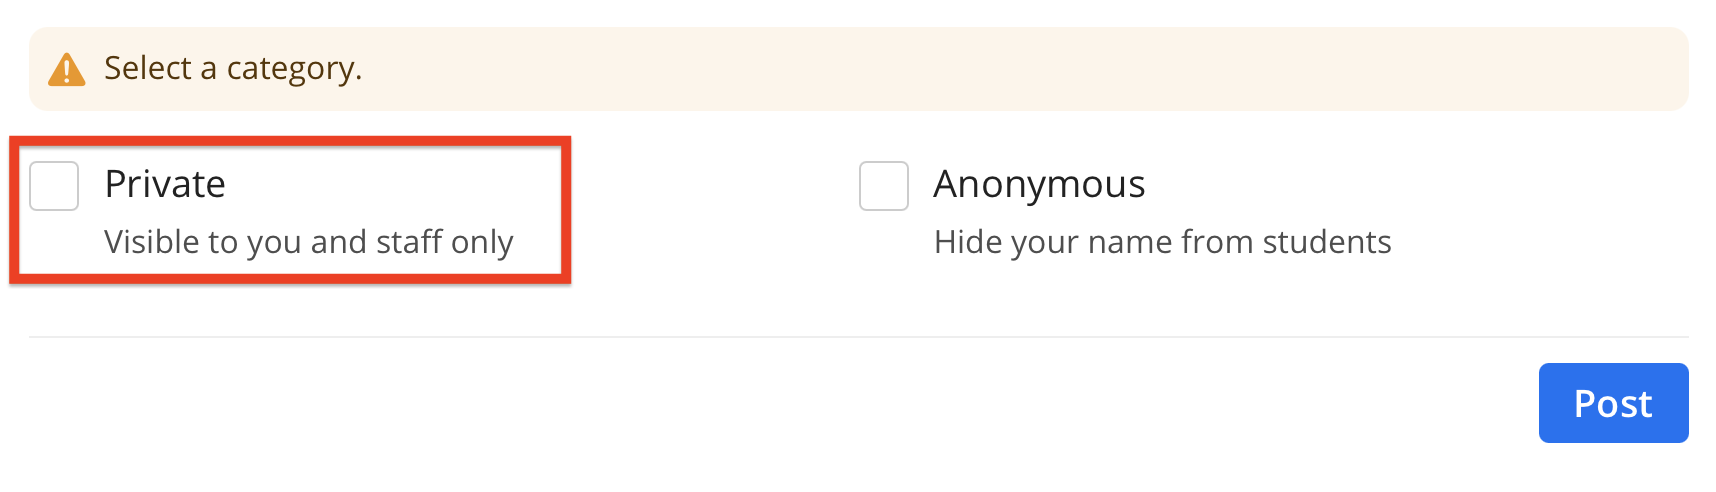 Select a category.
Private
Visible to you and staff only
Anonymous
Hide your name from students
Post